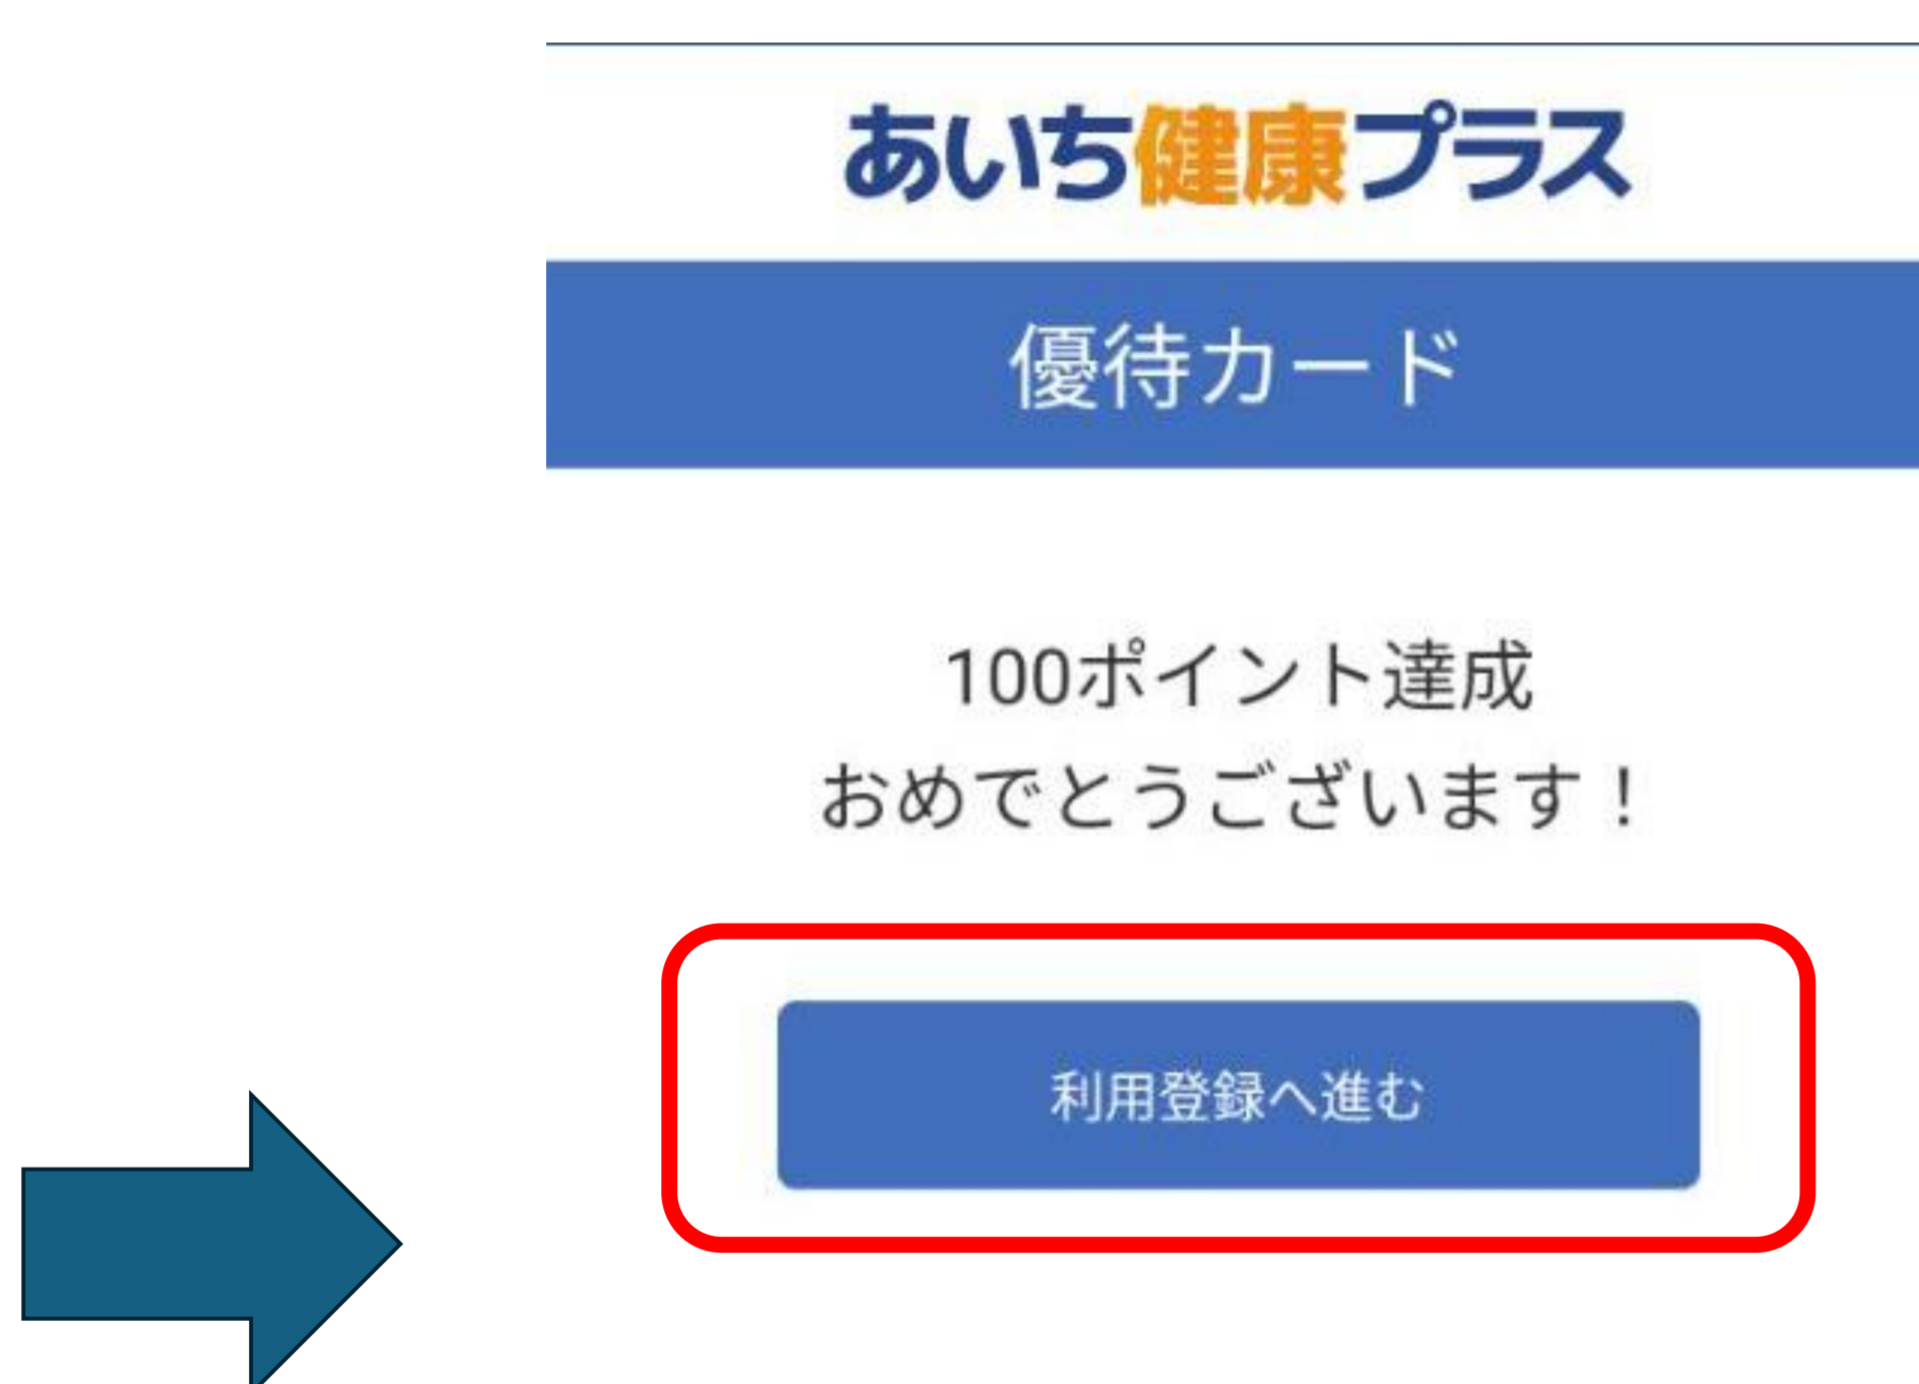 あいち健康プラス
優待カード
100ポイント達成
おめでとうございます！
利用登録へ進む